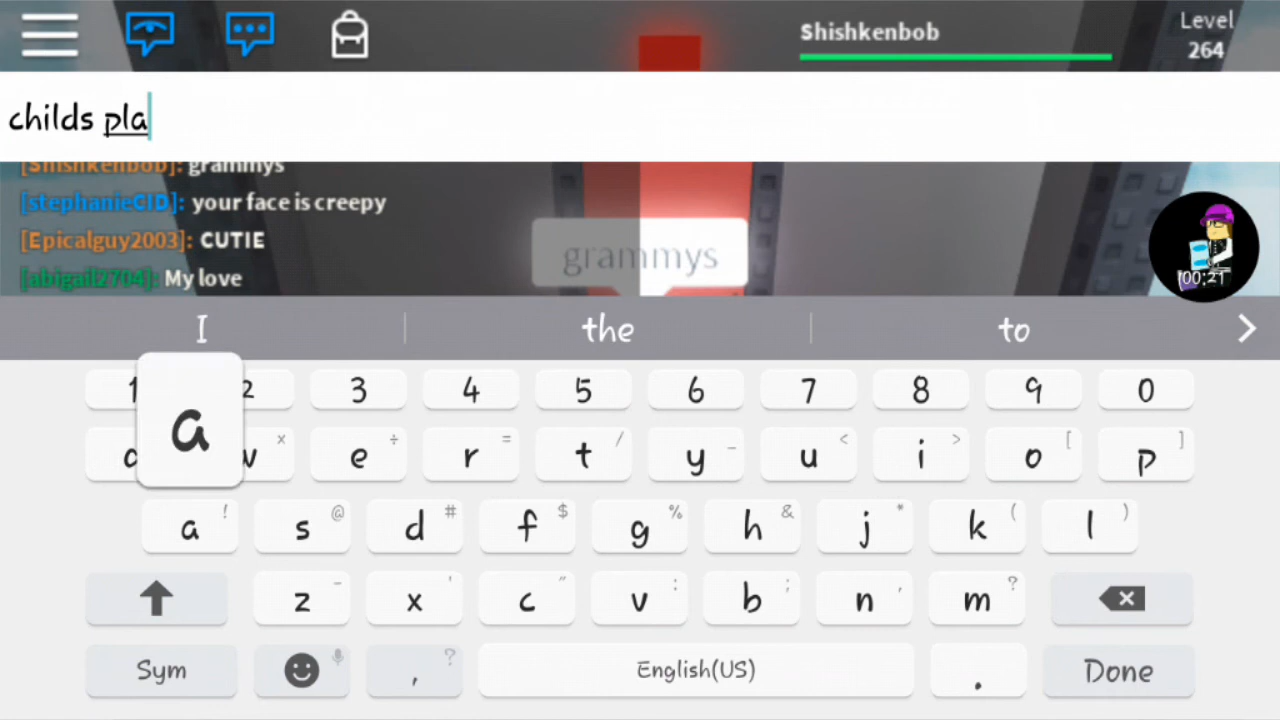 Shishkenbob
Level
264
childs pla
[Shishkenbob]: grammys
[stephanieCID]: your face is creepy
[Epicalguy2003]: CUTIE
[abigail2704]: My love
grammys
00:21
I the to
a
1 2 3 4 5 6 7 8 9 0
w x e ÷ r = t / y _ u < i > o [ p ]
a ! s @ d # f $ g % h & j * k ( l )
z - x ' c " v : b ; n , m ?
Sym , ? English(US) . Done